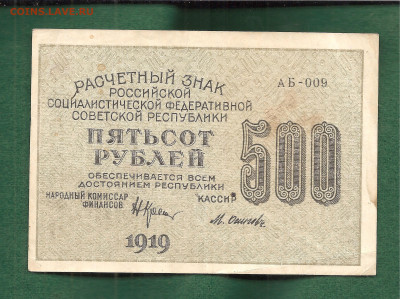 COINS.LAVE.RU
РАСЧЕТНЫЙ ЗНАК
РОССИЙСКОЙ
СОЦИАЛИСТИЧЕСКОЙ ФЕДЕРАТИВНОЙ
СОВЕТСКОЙ РЕСПУБЛИКИ
АБ-009
ПЯТЬСОТ
РУБЛЕЙ
500
ОБЕСПЕЧИВАЕТСЯ ВСЕМ
ДОСТОЯНИЕМ РЕСПУБЛИКИ
НАРОДНЫЙ КОМИССАР
ФИНАНСОВ
КАССИР
1919